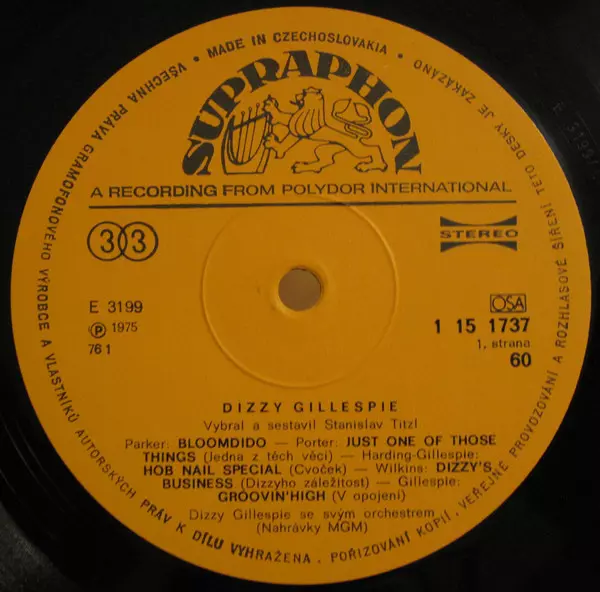 VŠECHNA PRÁVA GRAMOFONOVÉHO VÝROBCE A VLASTNÍKŮ AUTORSKÝCH PRÁV K DÍLU VYHRAŽENA. POŘIZOVÁNÍ KOPIÍ, VEŘEJNÉ PROVOZOVÁNÍ A ROZHLASOVÉ ŠÍŘENÍ TÉTO DESKY JE ZAKÁZÁNO
• MADE IN CZECHOSLOVAKIA •
SUPRAPHON
A RECORDING FROM POLYDOR INTERNATIONAL
33
STEREO
E 3199
OSA
℗ 1975
1 15 1737
76 1
1. strana
60
DIZZY GILLESPIE
Vybral a sestavil Stanislav Titzl
Parker: BLOOMDIDO — Porter: JUST ONE OF THOSE
THINGS (Jedna z těch věcí) — Harding-Gillespie:
HOB NAIL SPECIAL (Cvoček) — Wilkins: DIZZY'S
BUSINESS (Dizzyho záležitost) — Gillespie:
GROOVIN'HIGH (V opojení)
Dizzy Gillespie se svým orchestrem
(Nahrávky MGM)